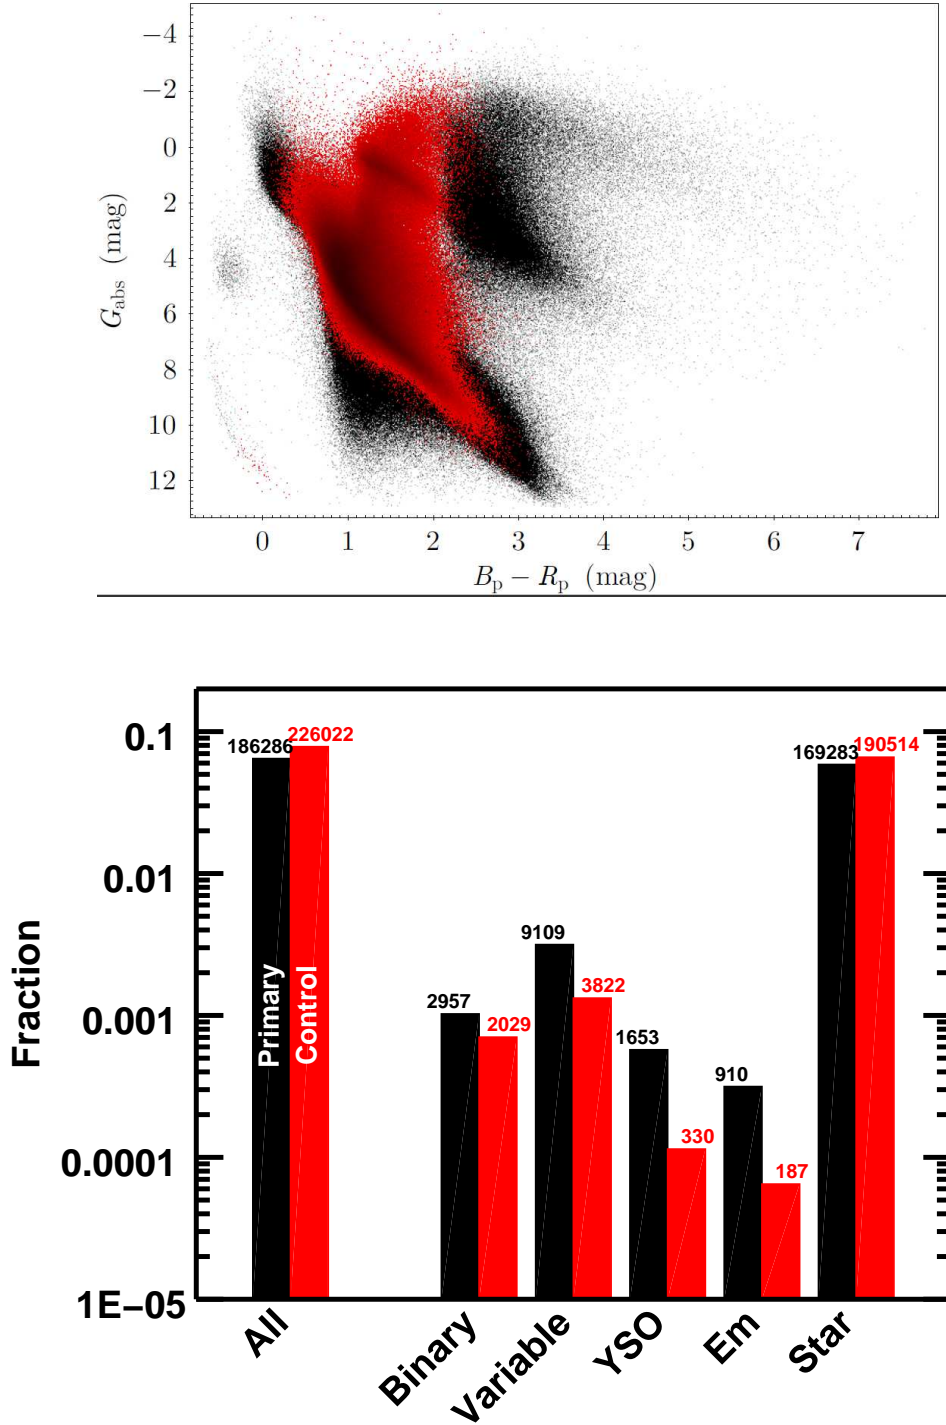 −4
−2
0
2
4
6
8
10
12
G_abs (mag)
0 1 2 3 4 5 6 7
B_p − R_p (mag)
Fraction
0.1
0.01
0.001
0.0001
1E−05
186286
226022
2957
2029
9109
3822
1653
330
910
187
169283
190514
Primary
Control
All
Binary
Variable
YSO
Em
Star